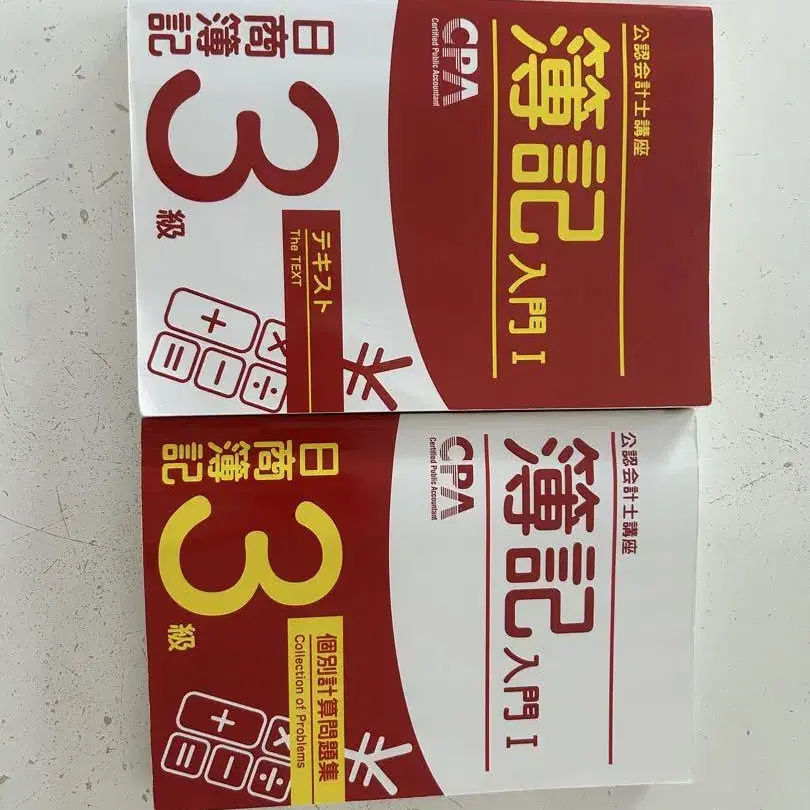 公認会計士講座
簿記入門 I
CPA
Certified Public Accountant
テキスト
The TEXT
日商簿記
3級
公認会計士講座
簿記入門 I
CPA
Certified Public Accountant
個別計算問題集
Collection of Problems
日商簿記
3級